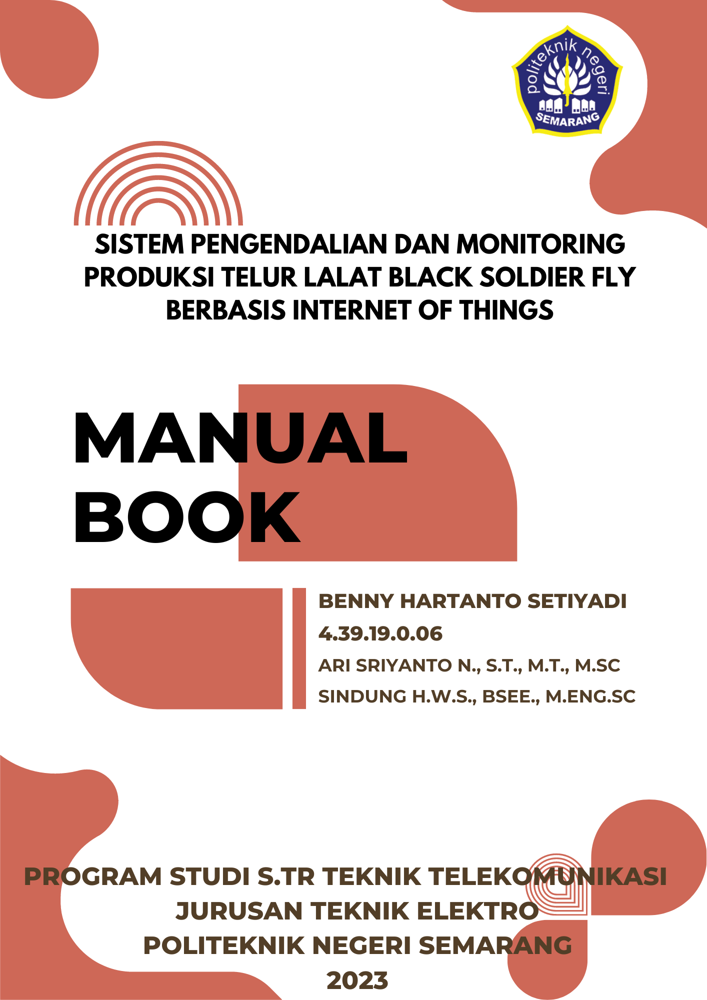 politeknik negeri
SEMARANG
SISTEM PENGENDALIAN DAN MONITORING
PRODUKSI TELUR LALAT BLACK SOLDIER FLY
BERBASIS INTERNET OF THINGS
MANUAL
BOOK
BENNY HARTANTO SETIYADI
4.39.19.0.06
ARI SRIYANTO N., S.T., M.T., M.SC
SINDUNG H.W.S., BSEE., M.ENG.SC
PROGRAM STUDI S.TR TEKNIK TELEKOMUNIKASI
JURUSAN TEKNIK ELEKTRO
POLITEKNIK NEGERI SEMARANG
2023